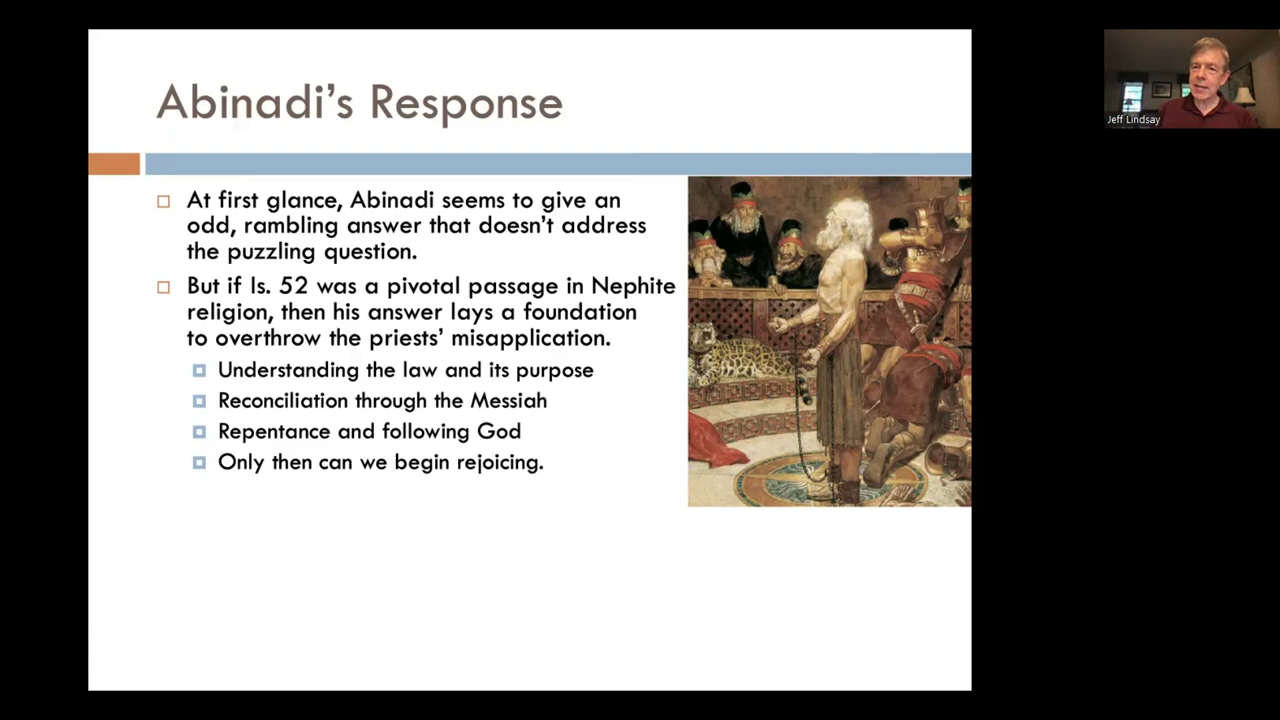 Abinadi’s Response
At first glance, Abinadi seems to give an
odd, rambling answer that doesn’t address
the puzzling question.
But if Is. 52 was a pivotal passage in Nephite
religion, then his answer lays a foundation
to overthrow the priests’ misapplication.
Understanding the law and its purpose
Reconciliation through the Messiah
Repentance and following God
Only then can we begin rejoicing.
Jeff Lindsay